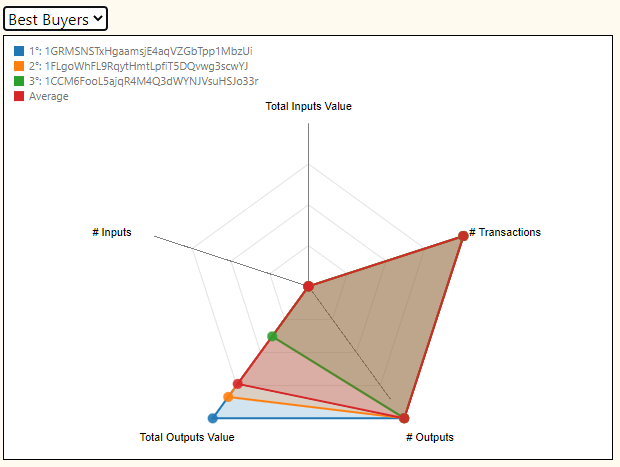 Best Buyers
1°: 1GRMSNSTxHgaamsjE4aqVZGbTpp1MbzUi
2°: 1FLgoWhFL9RqytHmtLpfiT5DQvwg3scwYJ
3°: 1CCM6FooL5ajqR4M4Q3dWYNJVsuHSJo33r
Average
Total Inputs Value
# Inputs
# Transactions
Total Outputs Value
# Outputs